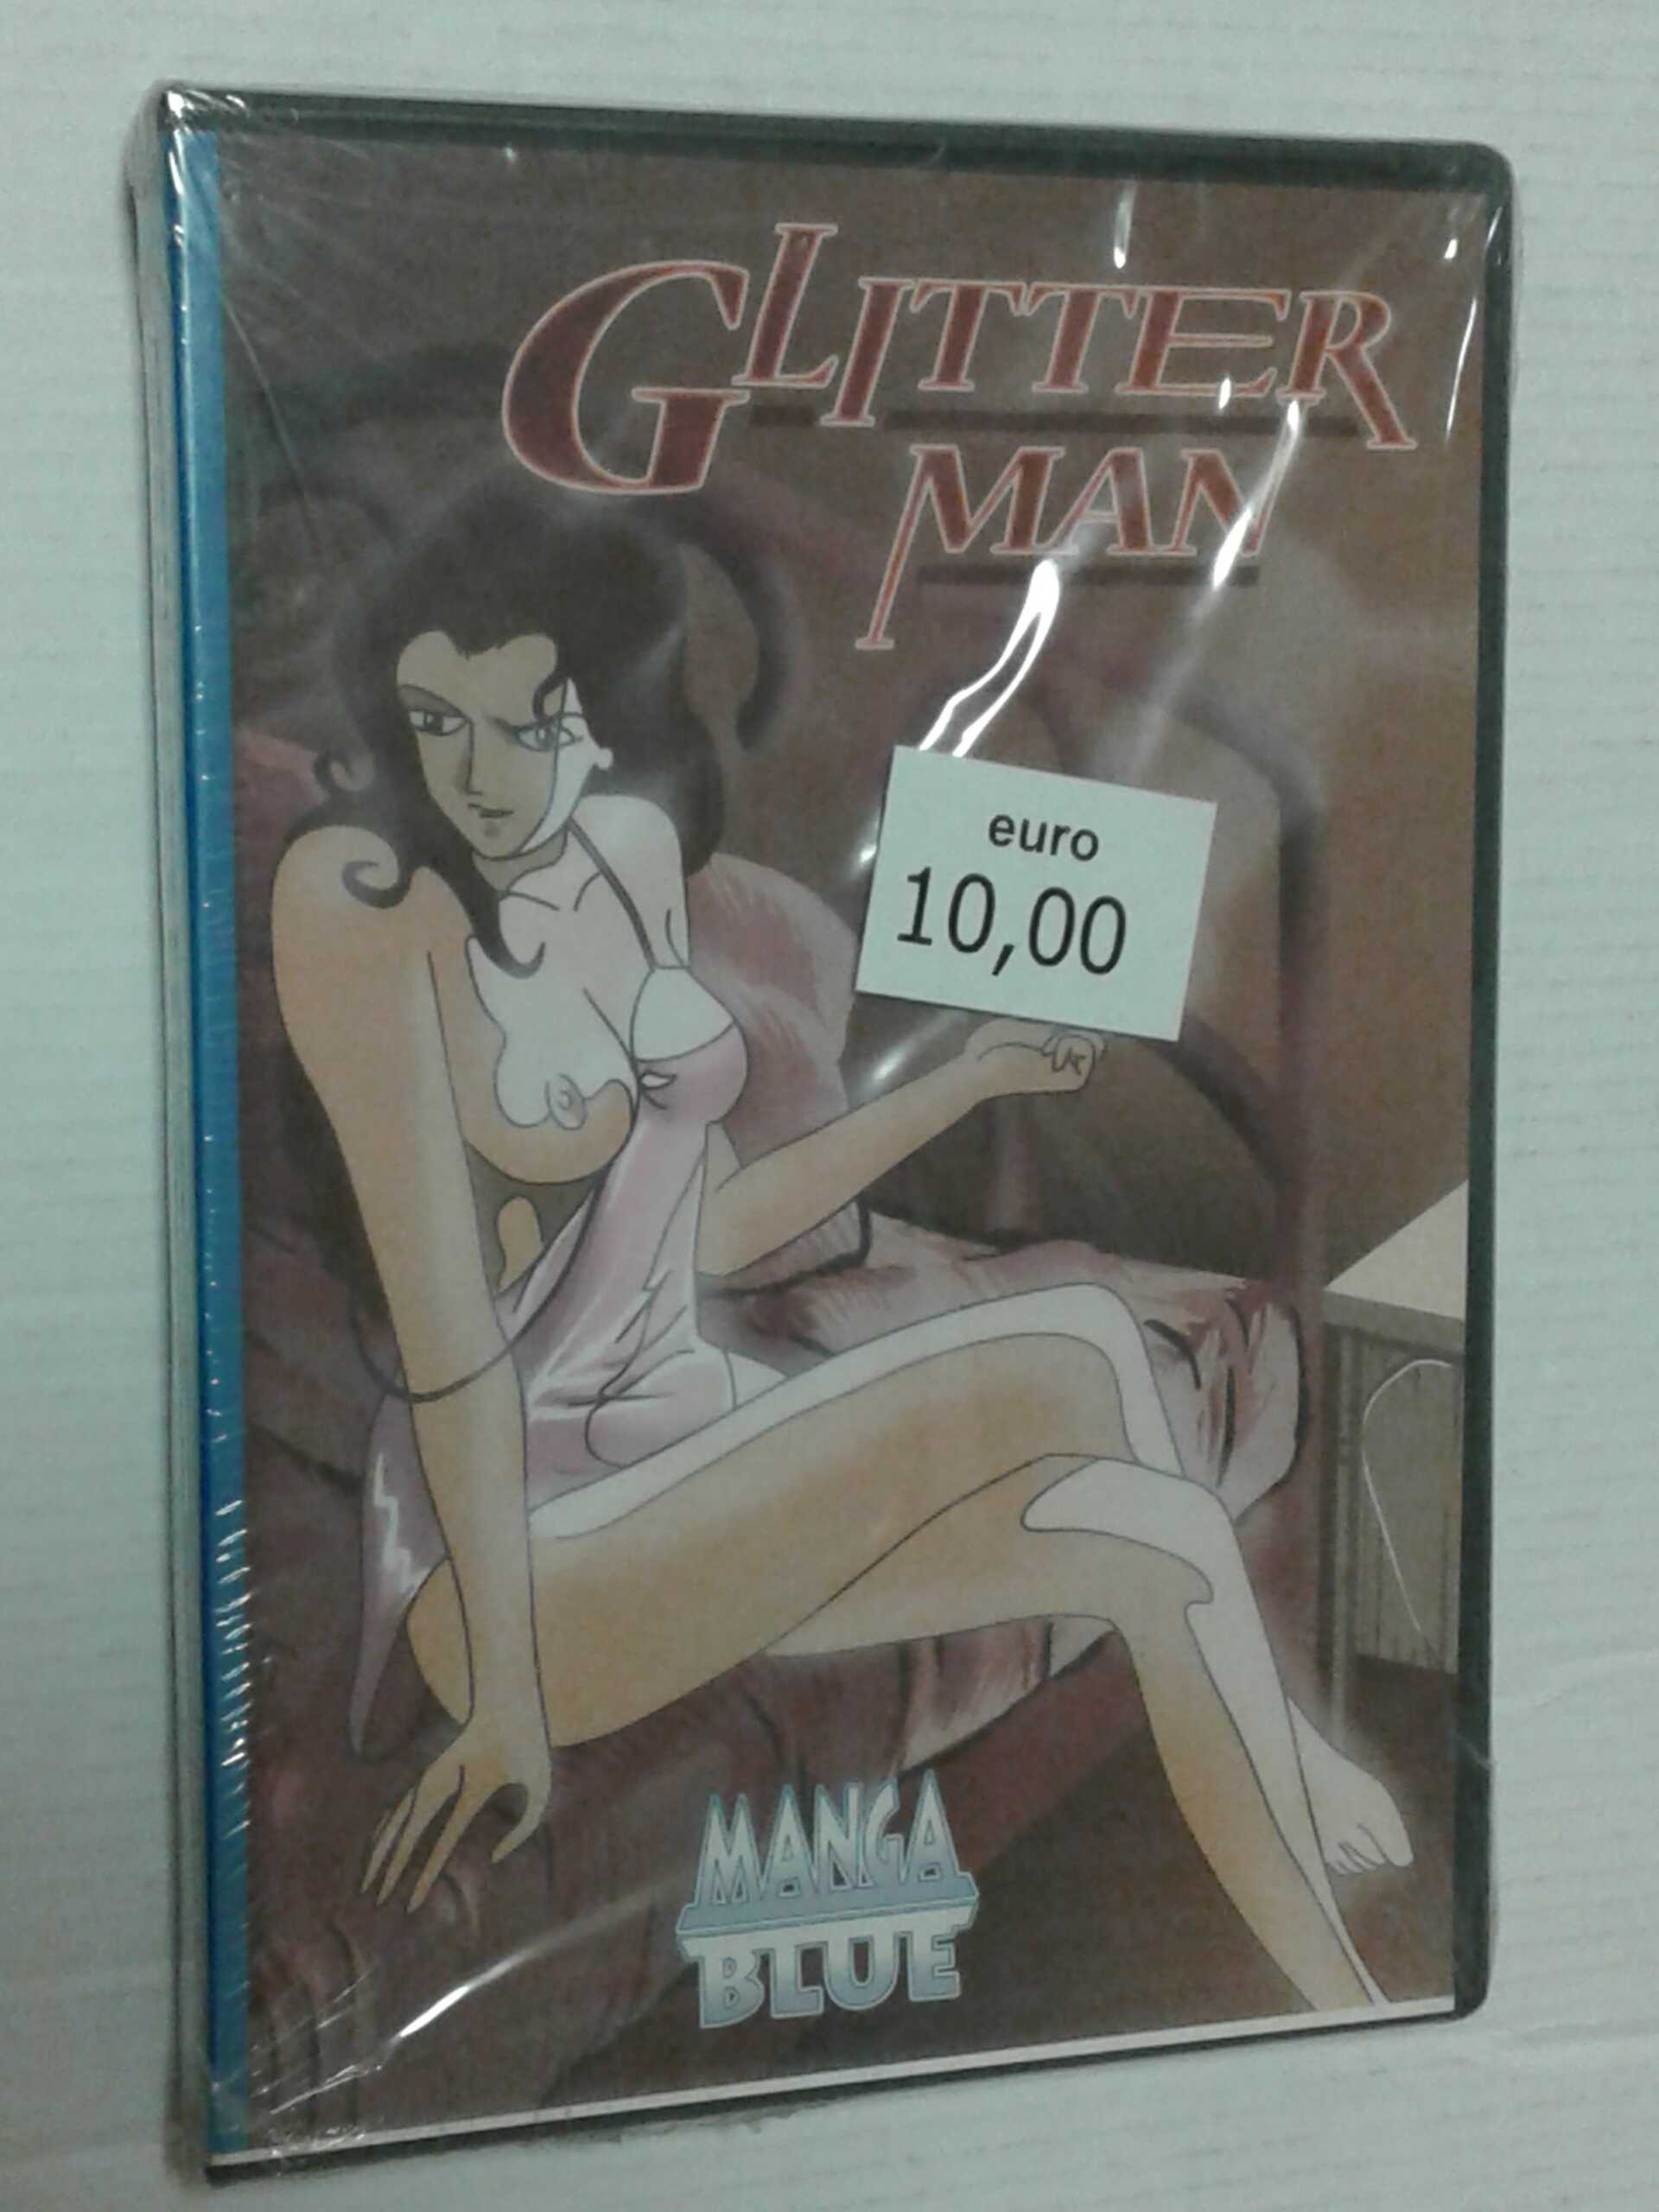 GLITTER
MAN
euro
10,00
MANGA
BLUE